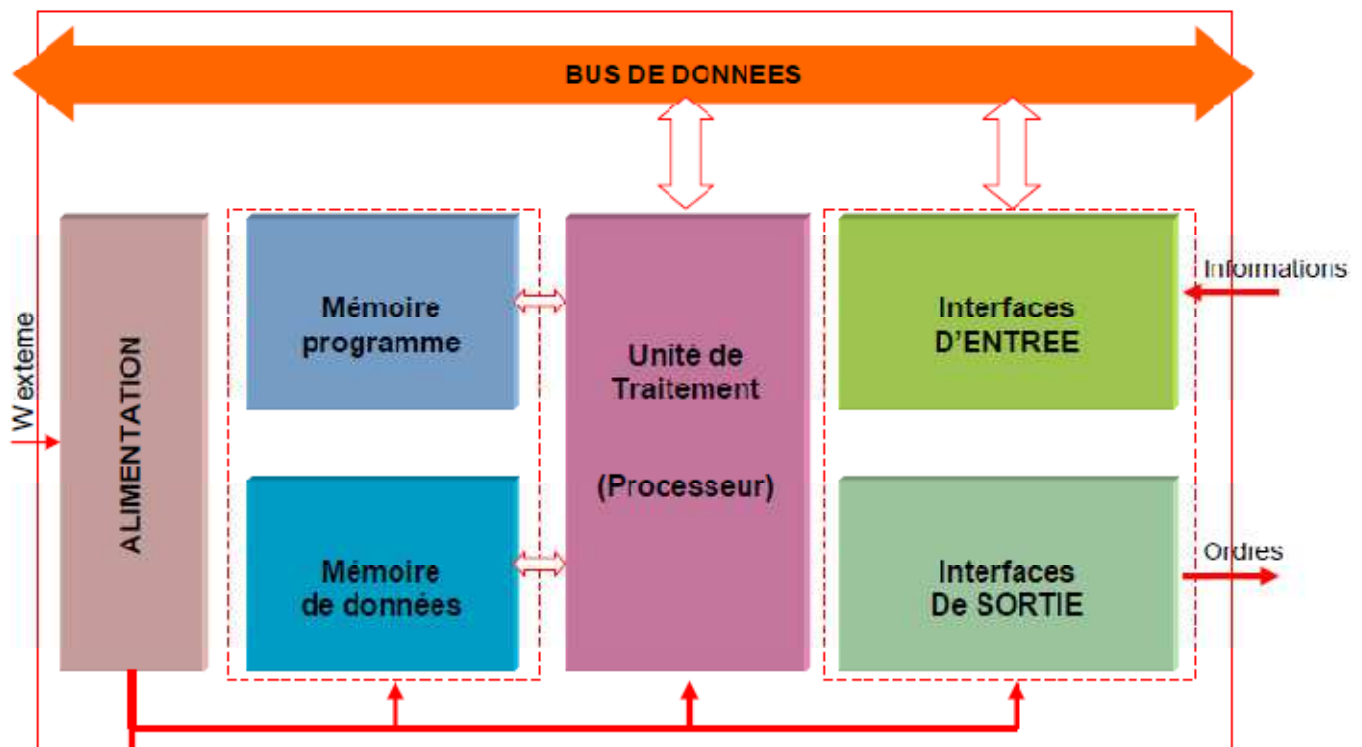 BUS DE DONNEES
W externe
ALIMENTATION
Mémoire
programme
Mémoire
de données
Unité de
Traitement
(Processeur)
Interfaces
D'ENTREE
Interfaces
De SORTIE
Informations
Ordres